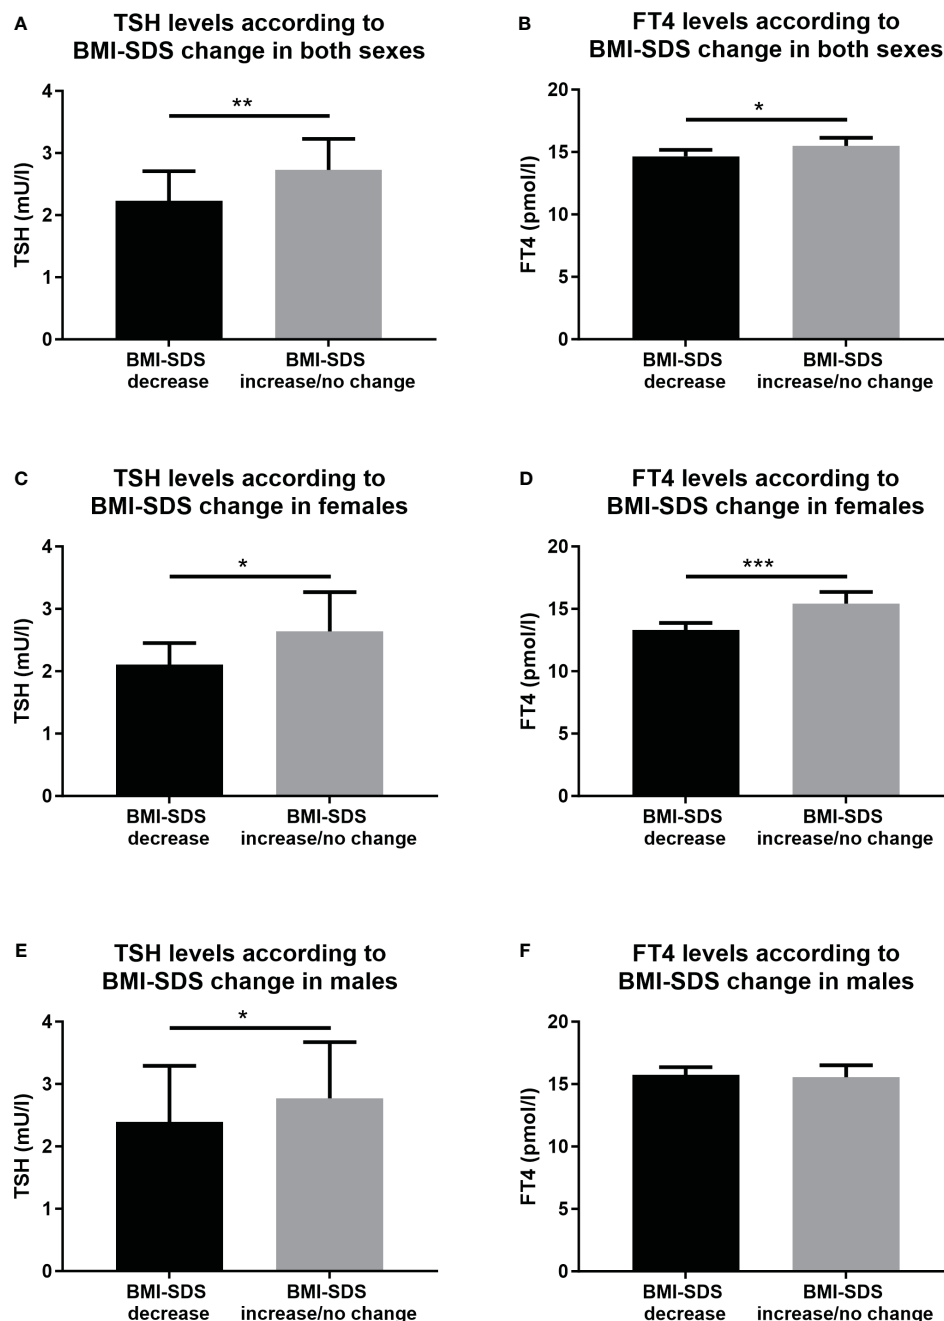 A
TSH levels according to
BMI-SDS change in both sexes
**
4
3
2
1
0
TSH (mU/l)
BMI-SDS
decrease
BMI-SDS
increase/no change
B
FT4 levels according to
BMI-SDS change in both sexes
*
20
15
10
5
0
FT4 (pmol/l)
BMI-SDS
decrease
BMI-SDS
increase/no change
C
TSH levels according to
BMI-SDS change in females
*
4
3
2
1
0
TSH (mU/l)
BMI-SDS
decrease
BMI-SDS
increase/no change
D
FT4 levels according to
BMI-SDS change in females
***
20
15
10
5
0
FT4 (pmol/l)
BMI-SDS
decrease
BMI-SDS
increase/no change
E
TSH levels according to
BMI-SDS change in males
*
4
3
2
1
0
TSH (mU/l)
BMI-SDS
decrease
BMI-SDS
increase/no change
F
FT4 levels according to
BMI-SDS change in males
20
15
10
5
0
FT4 (pmol/l)
BMI-SDS
decrease
BMI-SDS
increase/no change